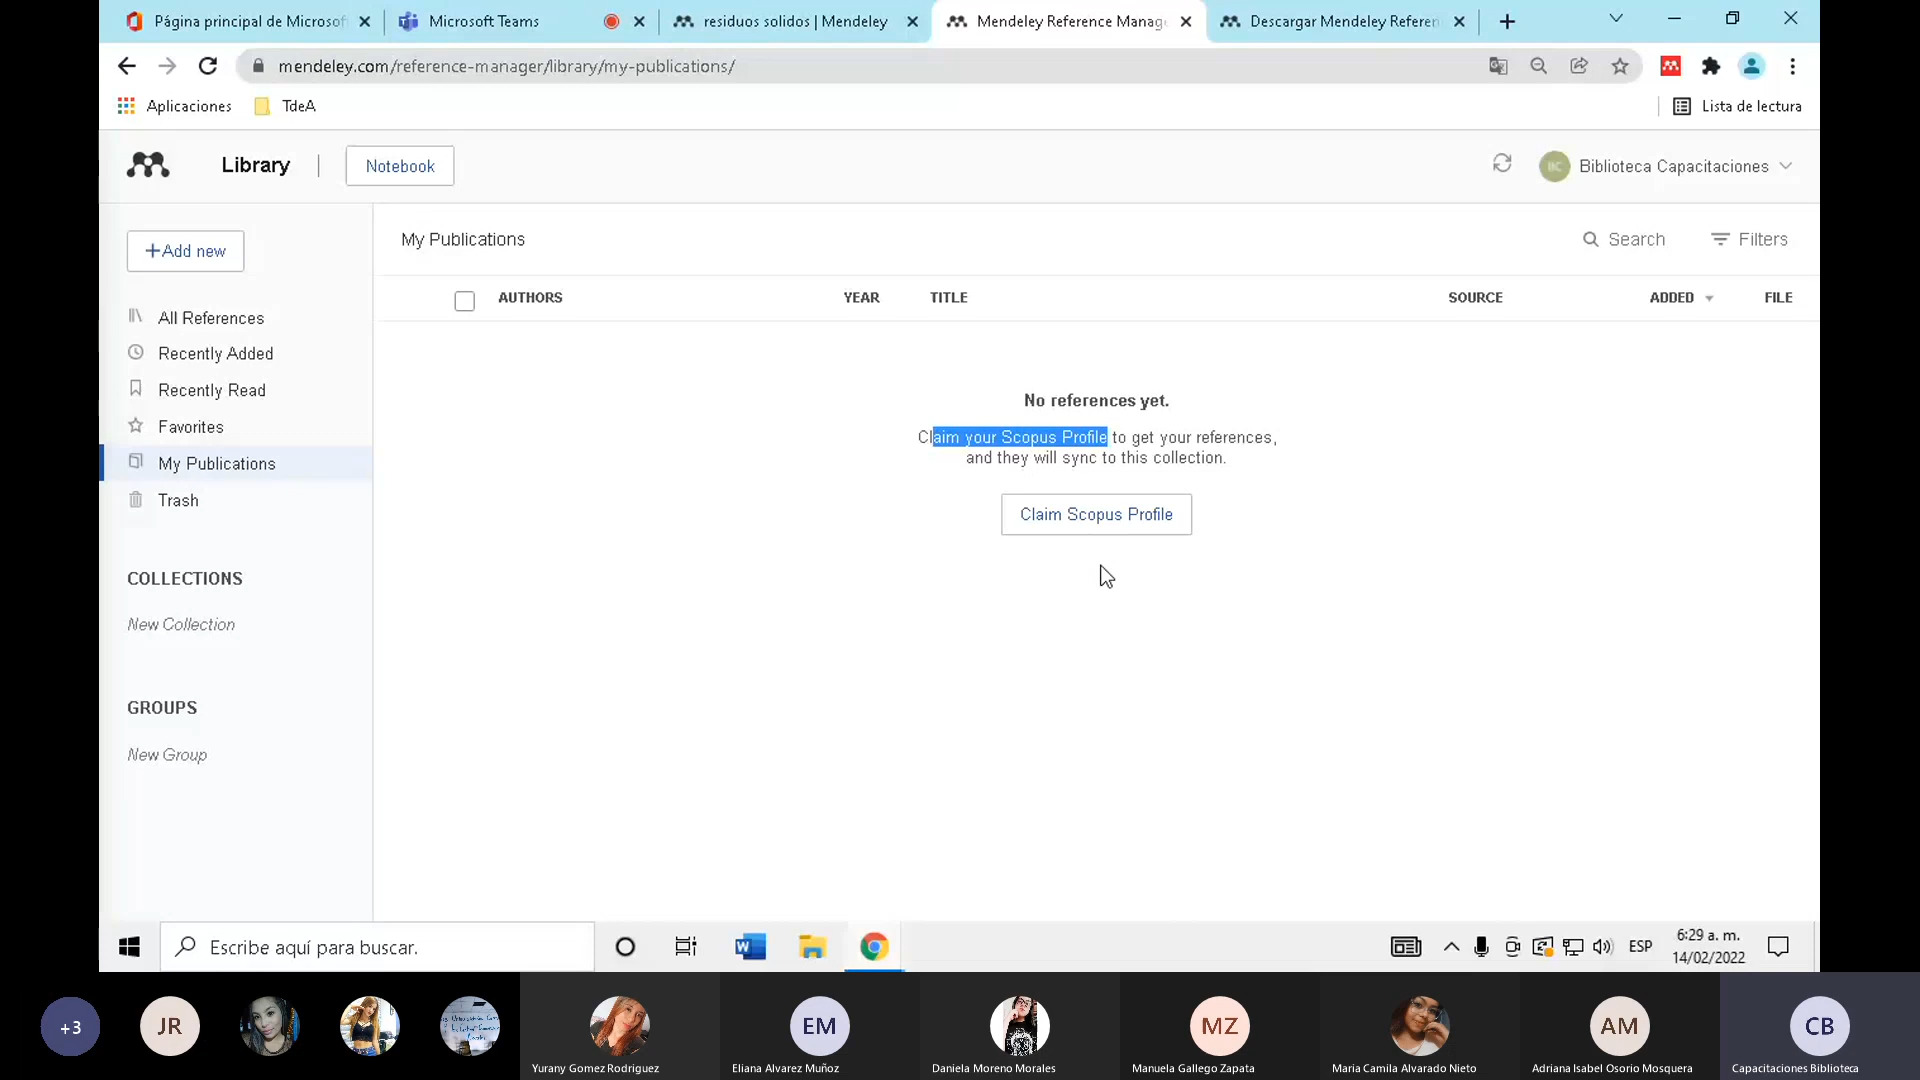 Página principal de Microsof
Microsoft Teams
residuos solidos | Mendeley
Mendeley Reference Manag
Descargar Mendeley Referen
mendeley.com/reference-manager/library/my-publications/
Aplicaciones
TdeA
Lista de lectura
Library
Notebook
BC
Biblioteca Capacitaciones
+Add new
My Publications
Search
Filters
AUTHORS YEAR TITLE SOURCE ADDED FILE
All References
Recently Added
Recently Read
Favorites
My Publications
Trash
COLLECTIONS
New Collection
GROUPS
New Group
No references yet.
Claim your Scopus Profile to get your references,
and they will sync to this collection.
Claim Scopus Profile
Escribe aquí para buscar.
ESP
6:29 a. m.
14/02/2022
+3
JR
EM
MZ
AM
CB
Yurany Gomez Rodriguez
Eliana Alvarez Muñoz
Daniela Moreno Morales
Manuela Gallego Zapata
Maria Camila Alvarado Nieto
Adriana Isabel Osorio Mosquera
Capacitaciones Biblioteca